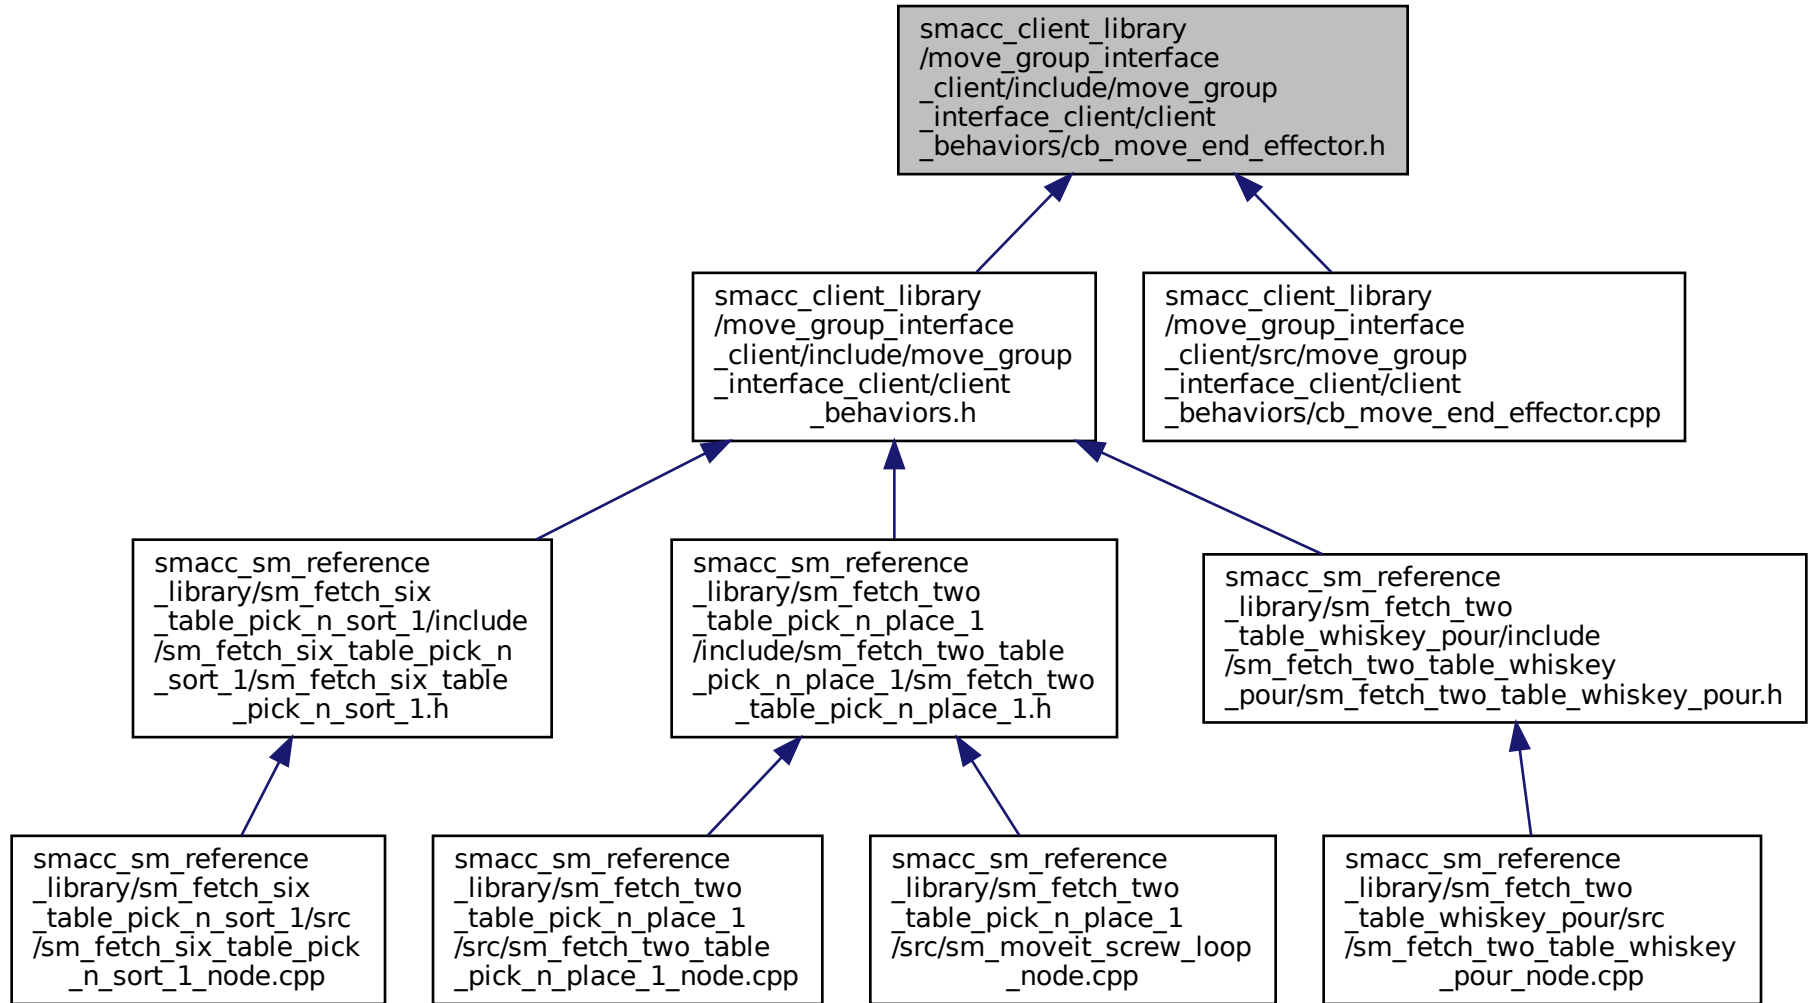 smacc_client_library
/move_group_interface
_client/include/move_group
_interface_client/client
_behaviors/cb_move_end_effector.h
smacc_client_library
/move_group_interface
_client/include/move_group
_interface_client/client
_behaviors.h
smacc_client_library
/move_group_interface
_client/src/move_group
_interface_client/client
_behaviors/cb_move_end_effector.cpp
smacc_sm_reference
_library/sm_fetch_six
_table_pick_n_sort_1/include
/sm_fetch_six_table_pick_n
_sort_1/sm_fetch_six_table
_pick_n_sort_1.h
smacc_sm_reference
_library/sm_fetch_two
_table_pick_n_place_1
/include/sm_fetch_two_table
_pick_n_place_1/sm_fetch_two
_table_pick_n_place_1.h
smacc_sm_reference
_library/sm_fetch_two
_table_whiskey_pour/include
/sm_fetch_two_table_whiskey
_pour/sm_fetch_two_table_whiskey_pour.h
smacc_sm_reference
_library/sm_fetch_six
_table_pick_n_sort_1/src
/sm_fetch_six_table_pick
_n_sort_1_node.cpp
smacc_sm_reference
_library/sm_fetch_two
_table_pick_n_place_1
/src/sm_fetch_two_table
_pick_n_place_1_node.cpp
smacc_sm_reference
_library/sm_fetch_two
_table_pick_n_place_1
/src/sm_moveit_screw_loop
_node.cpp
smacc_sm_reference
_library/sm_fetch_two
_table_whiskey_pour/src
/sm_fetch_two_table_whiskey
_pour_node.cpp